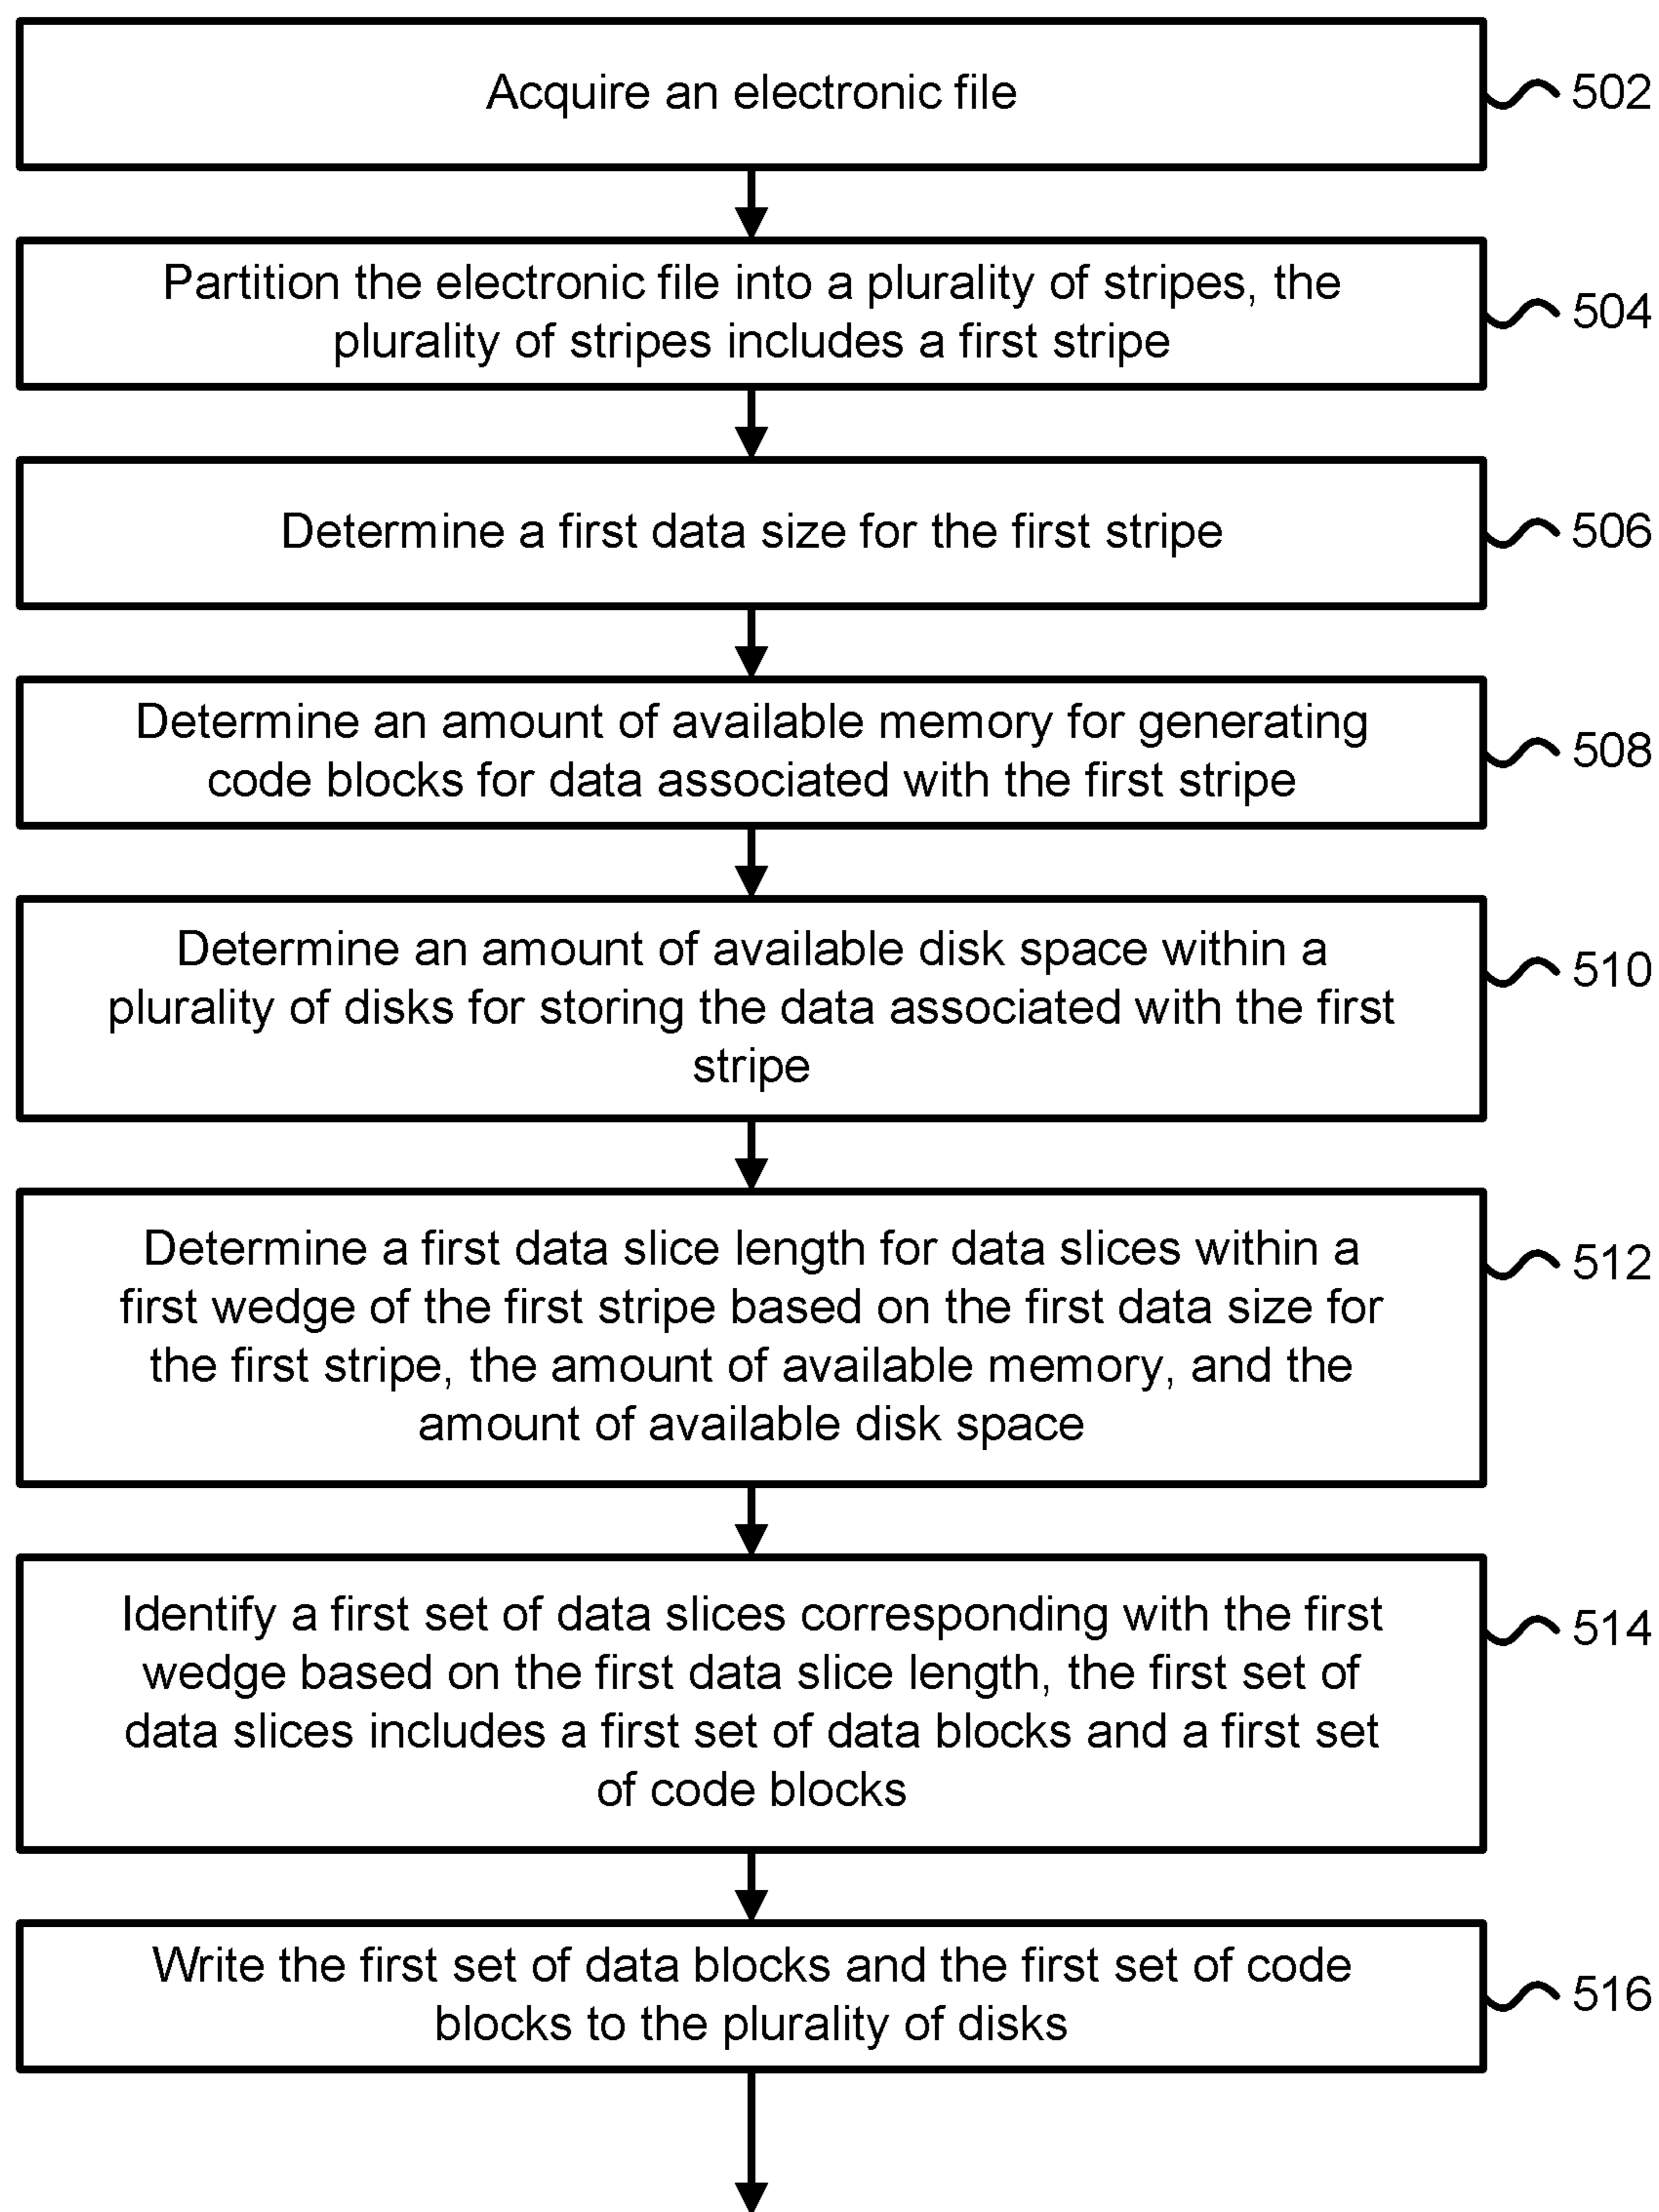 Acquire an electronic file
502
Partition the electronic file into a plurality of stripes, the
plurality of stripes includes a first stripe
504
Determine a first data size for the first stripe
506
Determine an amount of available memory for generating
code blocks for data associated with the first stripe
508
Determine an amount of available disk space within a
plurality of disks for storing the data associated with the first
stripe
510
Determine a first data slice length for data slices within a
first wedge of the first stripe based on the first data size for
the first stripe, the amount of available memory, and the
amount of available disk space
512
Identify a first set of data slices corresponding with the first
wedge based on the first data slice length, the first set of
data slices includes a first set of data blocks and a first set
of code blocks
514
Write the first set of data blocks and the first set of code
blocks to the plurality of disks
516